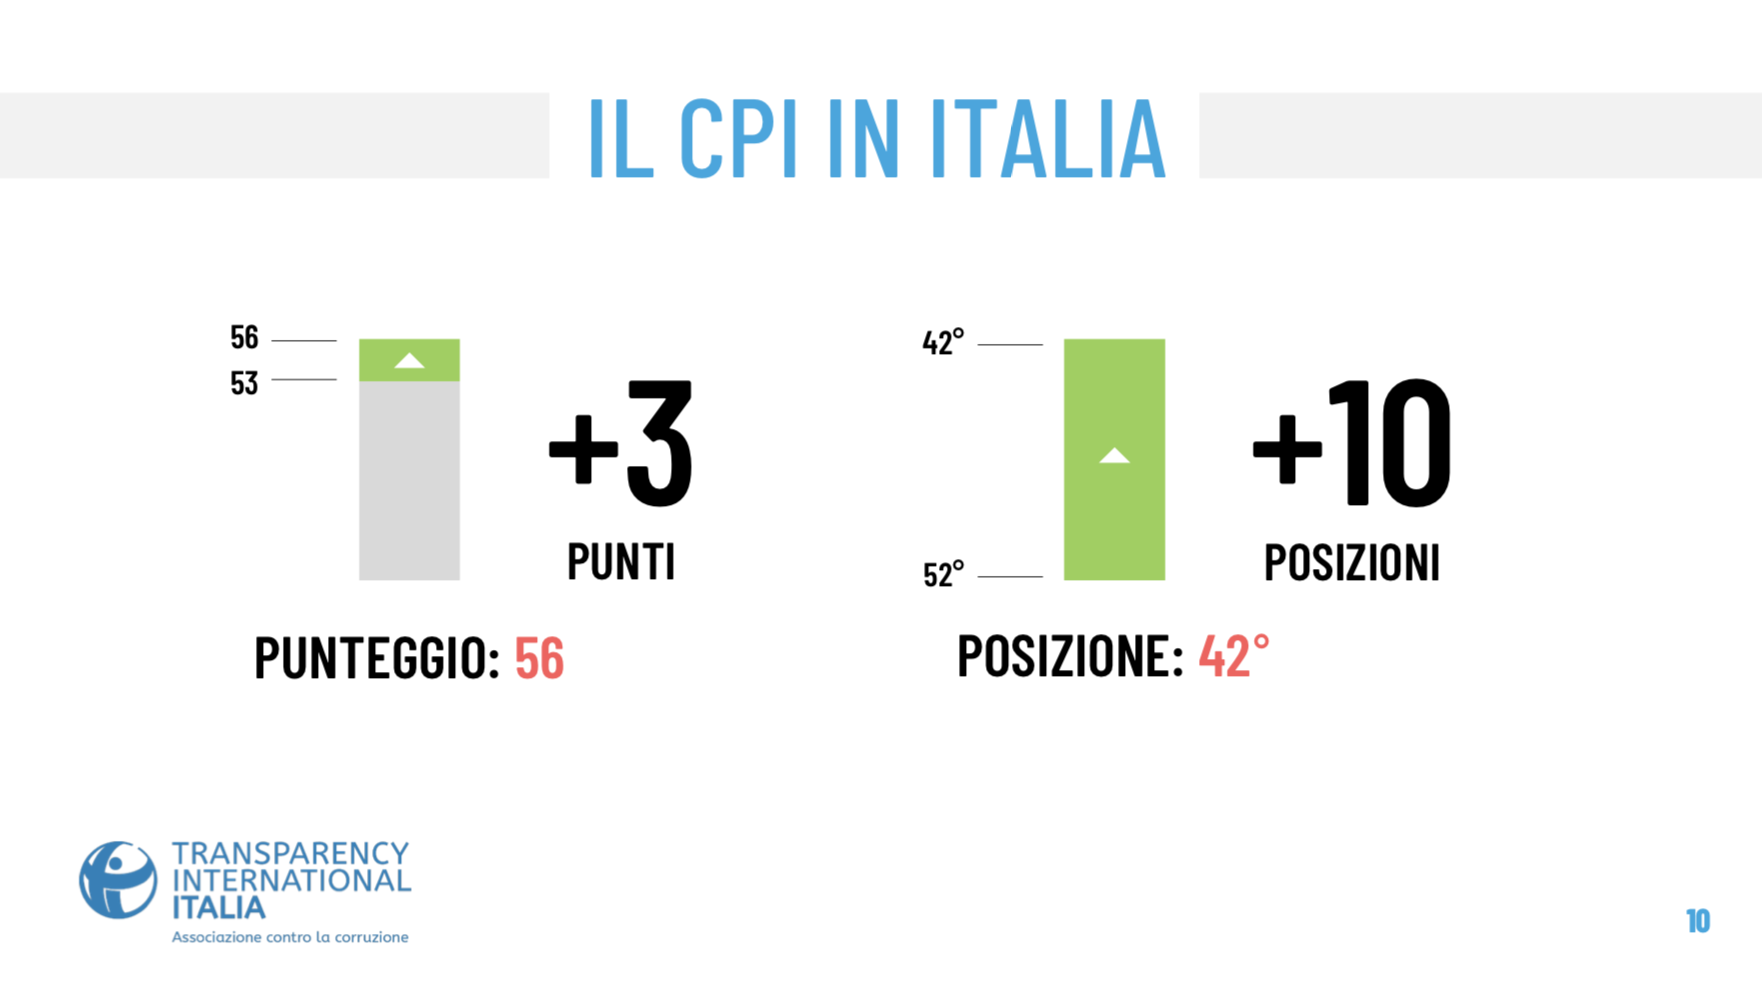 IL CPI IN ITALIA
56
53
+3
PUNTI
PUNTEGGIO: 56
42°
52°
+10
POSIZIONI
POSIZIONE: 42°
TRANSPARENCY
INTERNATIONAL
ITALIA
Associazione contro la corruzione
10